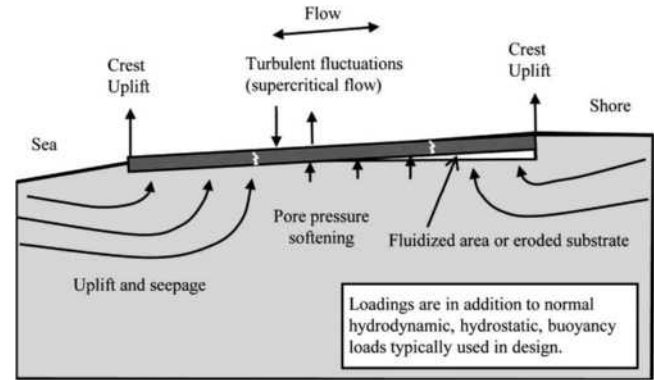 Flow
Crest
Uplift
Turbulent fluctuations
(supercritical flow)
Crest
Uplift
Shore
Sea
Pore pressure
softening
Fluidized area or eroded substrate
Uplift and seepage
Loadings are in addition to normal
hydrodynamic, hydrostatic, buoyancy
loads typically used in design.